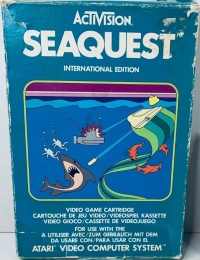 ACTIVISION
SEAQUEST
INTERNATIONAL EDITION
VIDEO GAME CARTRIDGE
CARTOUCHE DE JEU VIDEO/VIDEOSPIEL KASSETTE
VIDEO GIOCO/CASSETTE DE VIDEOJUEGO
FOR USE WITH THE
A UTILISER AVEC/ZUM GEBRAUCH MIT DEM
DA USARE CON/PARA USAR CON EL
ATARI® VIDEO COMPUTER SYSTEM™